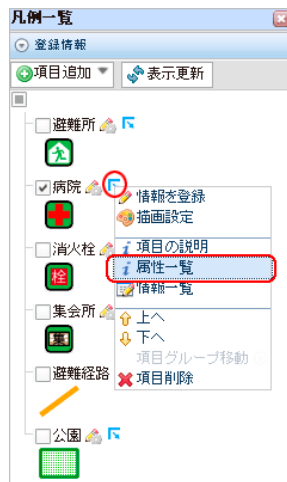 凡例一覧
登録情報
項目追加 表示更新
避難所
病院
情報を登録
描画設定
消火栓
項目の説明
栓
属性一覧
情報一覧
集会所
上へ
集
下へ
避難経路
項目グループ移動
項目削除
公園